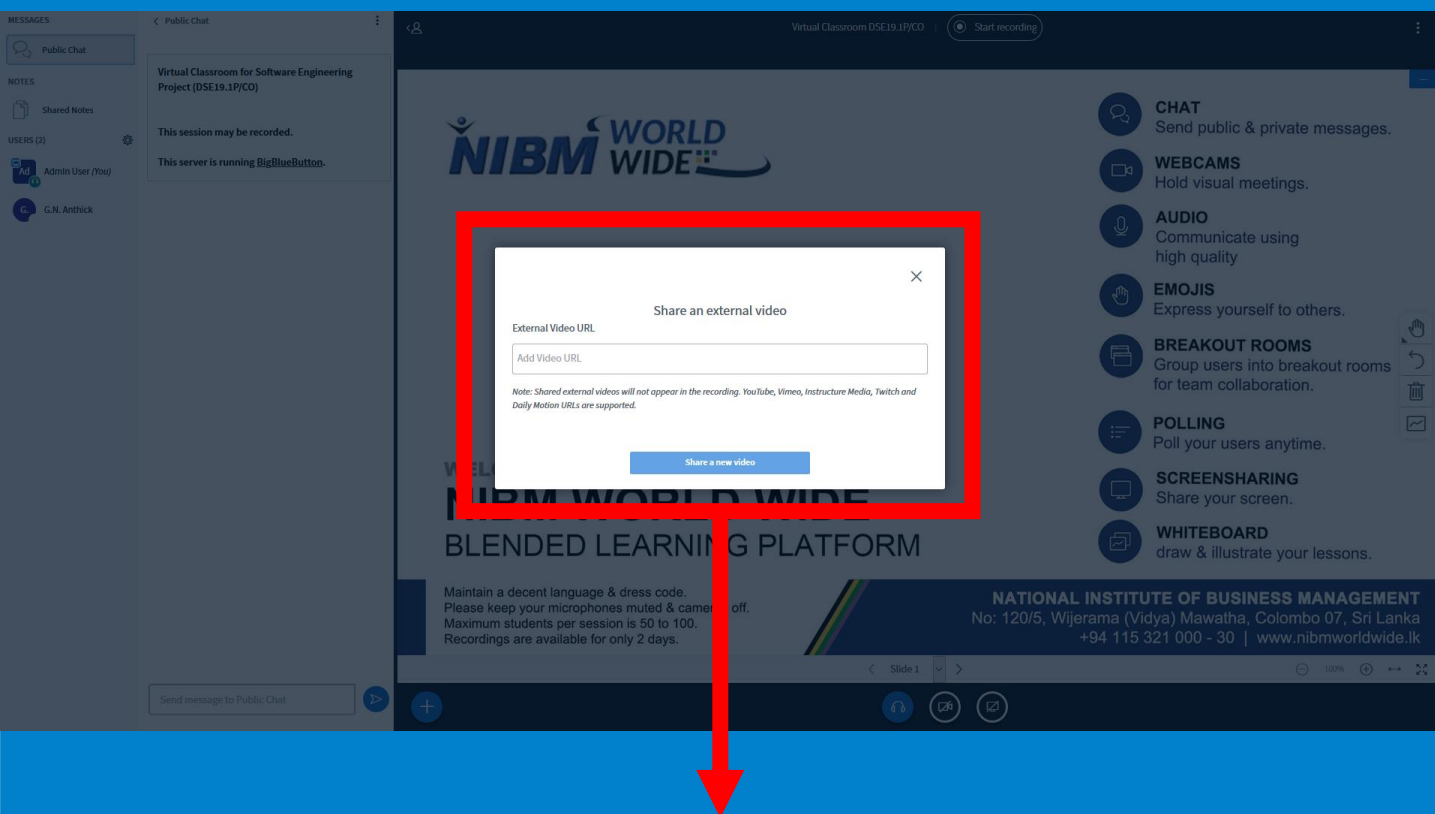 MESSAGES
Public Chat
NOTES
Shared Notes
USERS (2)
Ad
Admin User (You)
G.
G.N. Anthick
Public Chat
Virtual Classroom for Software Engineering
Project (DSE19.1P/CO)
This session may be recorded.
This server is running BigBlueButton.
Send message to Public Chat
Virtual Classroom DSE19.1P/CO | Start recording
NIBM WORLD
WIDE
CHAT
Send public & private messages.
WEBCAMS
Hold visual meetings.
AUDIO
Communicate using
high quality
EMOJIS
Express yourself to others.
BREAKOUT ROOMS
Group users into breakout rooms
for team collaboration.
POLLING
Poll your users anytime.
SCREENSHARING
Share your screen.
WHITEBOARD
draw & illustrate your lessons.
Share an external video
External Video URL
Add Video URL
Note: Shared external videos will not appear in the recording. YouTube, Vimeo, Instructure Media, Twitch and
Daily Motion URLs are supported.
Share a new video
NIBM WORLD WIDE
BLENDED LEARNING PLATFORM
Maintain a decent language & dress code.
Please keep your microphones muted & camera off.
Maximum students per session is 50 to 100.
Recordings are available for only 2 days.
NATIONAL INSTITUTE OF BUSINESS MANAGEMENT
No: 120/5, Wijerama (Vidya) Mawatha, Colombo 07, Sri Lanka
+94 115 321 000 - 30 | www.nibmworldwide.lk
Slide 1
100%